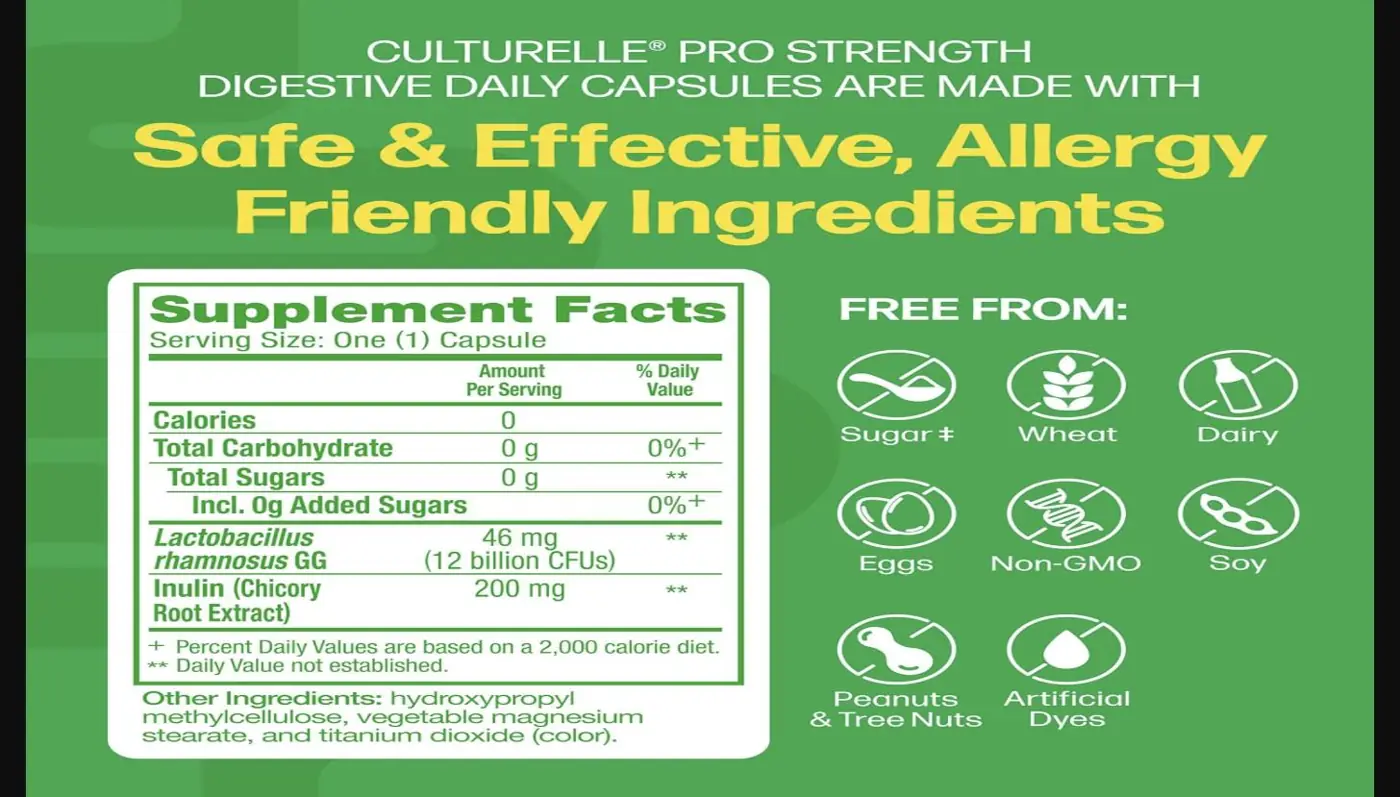 CULTURELLE® PRO STRENGTH
DIGESTIVE DAILY CAPSULES ARE MADE WITH
Safe & Effective, Allergy
Friendly Ingredients
Supplement Facts
Serving Size: One (1) Capsule
Amount Per Serving % Daily Value
Calories 0
Total Carbohydrate 0 g 0%+
Total Sugars 0 g **
Incl. 0g Added Sugars 0%+
Lactobacillus rhamnosus GG 46 mg (12 billion CFUs) **
Inulin (Chicory Root Extract) 200 mg **
+ Percent Daily Values are based on a 2,000 calorie diet.
** Daily Value not established.
Other Ingredients: hydroxypropyl
methylcellulose, vegetable magnesium
stearate, and titanium dioxide (color).
FREE FROM:
Sugar ‡ Wheat Dairy
Eggs Non-GMO Soy
Peanuts & Tree Nuts Artificial Dyes